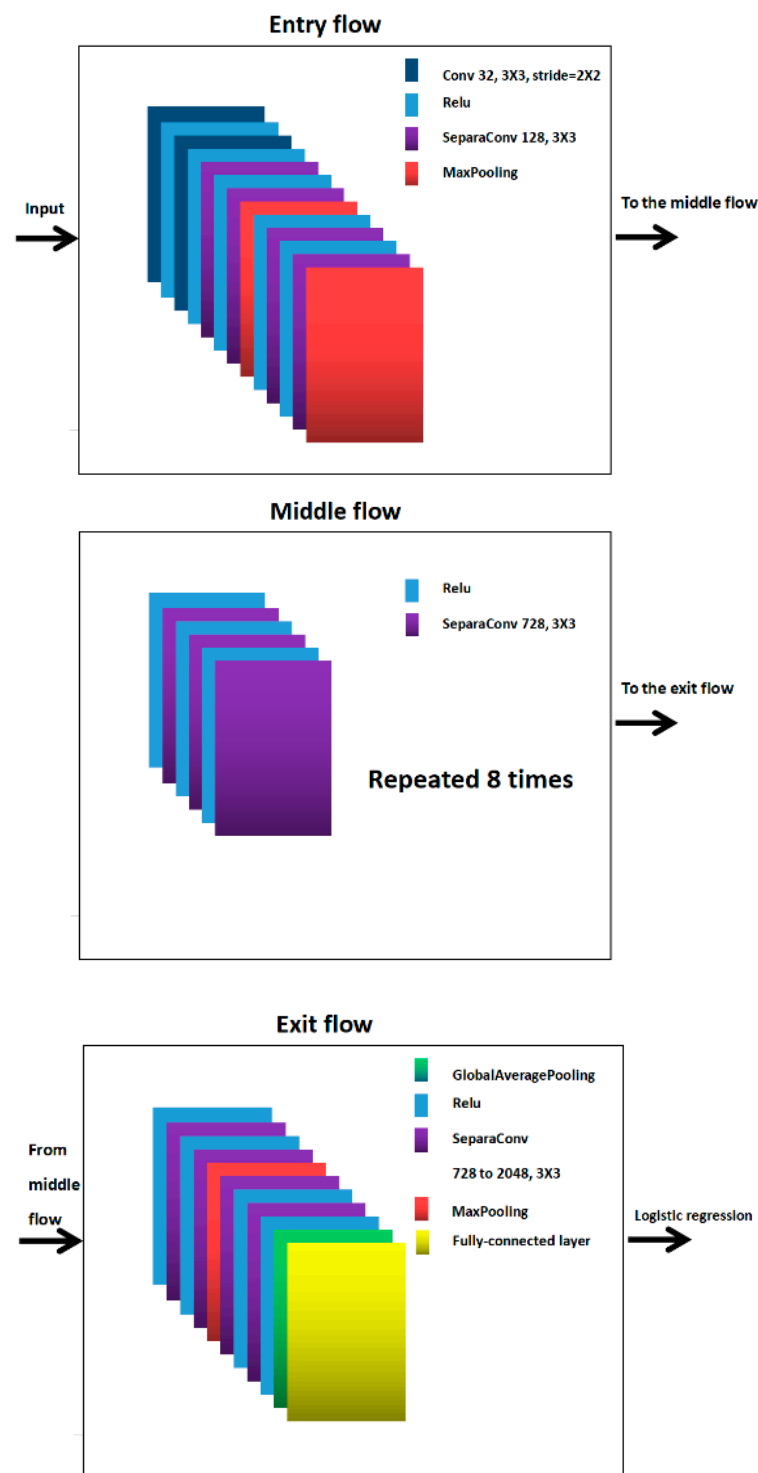 Entry flow
Conv 32, 3X3, stride=2X2
Relu
SeparaConv 128, 3X3
MaxPooling
Input
To the middle flow
Middle flow
Relu
SeparaConv 728, 3X3
To the exit flow
Repeated 8 times
Exit flow
GlobalAveragePooling
Relu
SeparaConv
728 to 2048, 3X3
MaxPooling
Fully-connected layer
From
middle
flow
Logistic regression